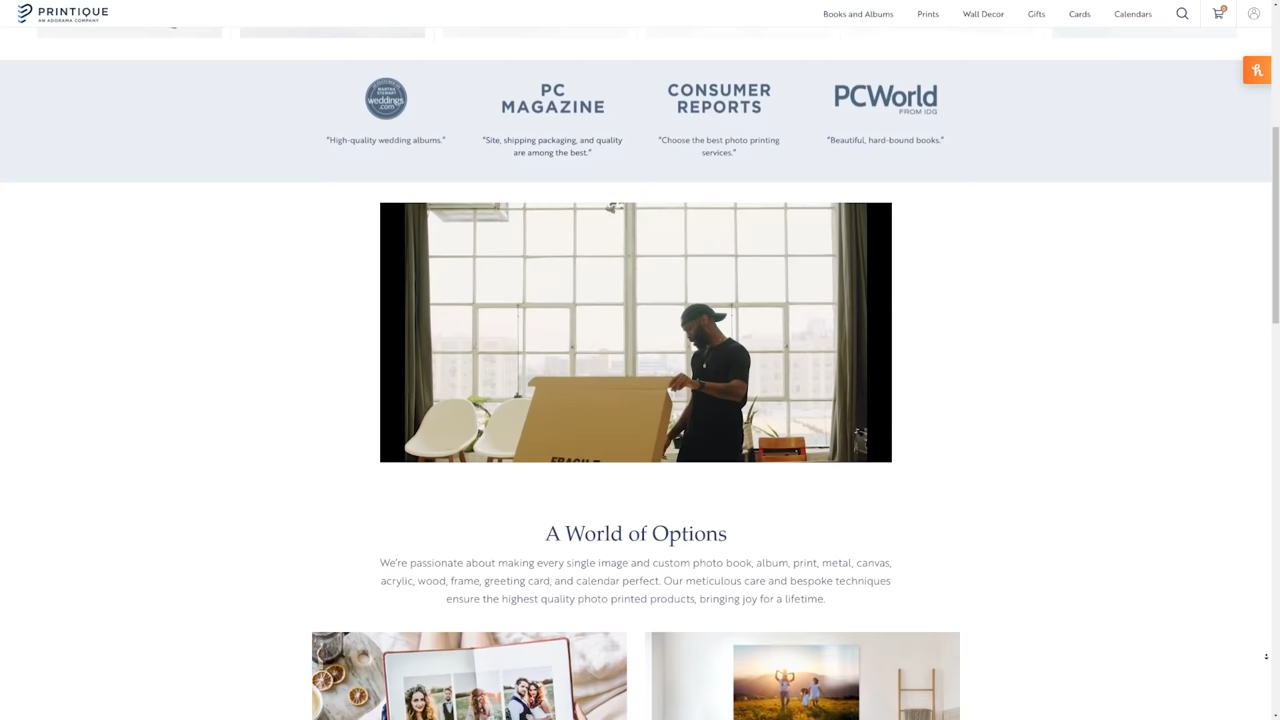 PRINTIQUE
AN ADORAMA COMPANY
Books and Albums
Prints
Wall Decor
Gifts
Cards
Calendars
MARTHA
STEWART
weddings
.com
PC
MAGAZINE
CONSUMER
REPORTS
PCWorld
FROM IDG
“High-quality wedding albums.”
“Site, shipping packaging, and quality
are among the best.”
“Choose the best photo printing
services.”
“Beautiful, hard-bound books.”
FRAGILE
A World of Options
We’re passionate about making every single image and custom photo book, album, print, metal, canvas,
acrylic, wood, frame, greeting card, and calendar perfect. Our meticulous care and bespoke techniques
ensure the highest quality photo printed products, bringing joy for a lifetime.